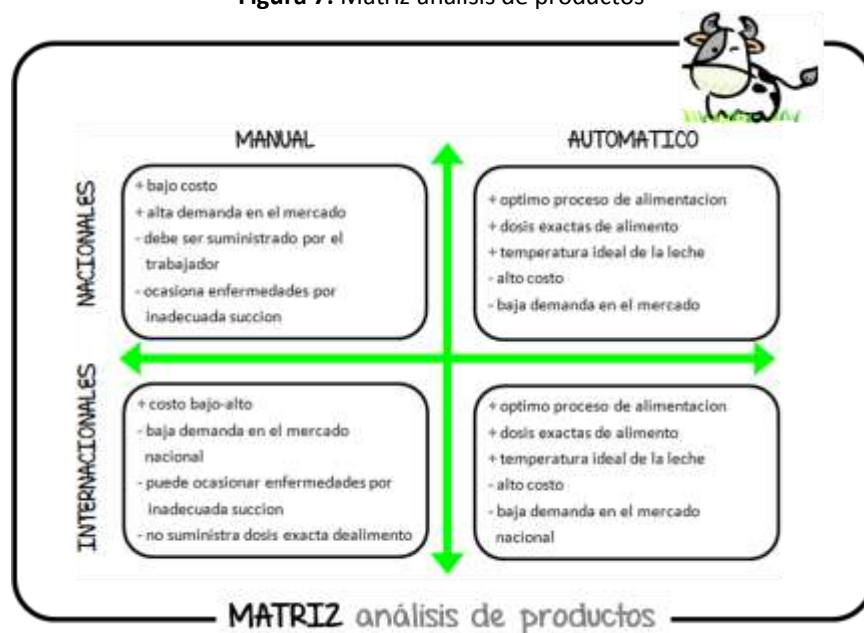 Figura 7. Matriz análisis de productos
MANUAL
AUTOMATICO
NACIONALES
+ bajo costo
+ alta demanda en el mercado
- debe ser suministrado por el
trabajador
- ocasiona enfermedades por
inadecuada succion
+ optimo proceso de alimentacion
+ dosis exactas de alimento
+ temperatura ideal de la leche
- alto costo
- baja demanda en el mercado
INTERNACIONALES
+ costo bajo-alto
- baja demanda en el mercado
nacional
- puede ocasionar enfermedades por
inadecuada succion
- no suministra dosis exacta dealimento
+ optimo proceso de alimentacion
+ dosis exactas de alimento
+ temperatura ideal de la leche
- alto costo
- baja demanda en el mercado
nacional
MATRIZ análisis de productos